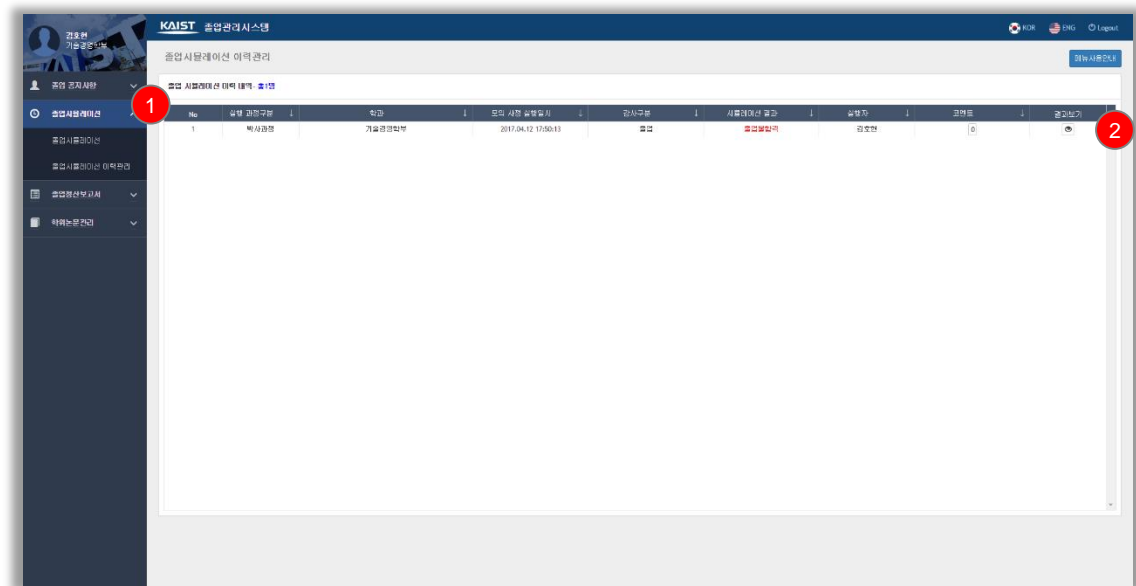 KAIST 졸업관리시스템
KOR ENG Logout
김호현
기술경영학부
졸업시뮬레이션 이력관리
메뉴사용안내
졸업 공지사항
졸업 시뮬레이션 이력 내역 - 총1명
졸업시뮬레이션
1
No 실행 과정구분 ↓ 학과 ↓ 모의 사정 실행일시 ↓ 감사구분 ↓ 시뮬레이션 결과 ↓ 실행자 ↓ 코멘트 ↓ 결과보기
1 박사과정 기술경영학부 2017.04.12 17:50:13 졸업 졸업불합격 김호현 0
2
졸업시뮬레이션
졸업시뮬레이션 이력관리
졸업정산보고서
학위논문관리